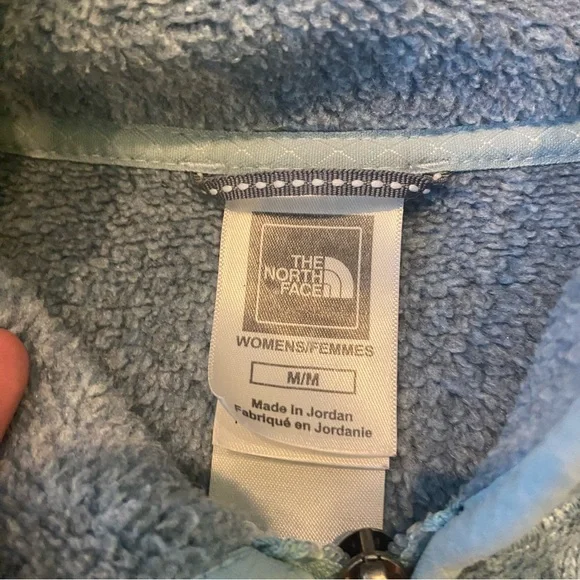 THE
NORTH
FACE
WOMENS/FEMMES
M/M
Made in Jordan
Fabriqué en Jordanie